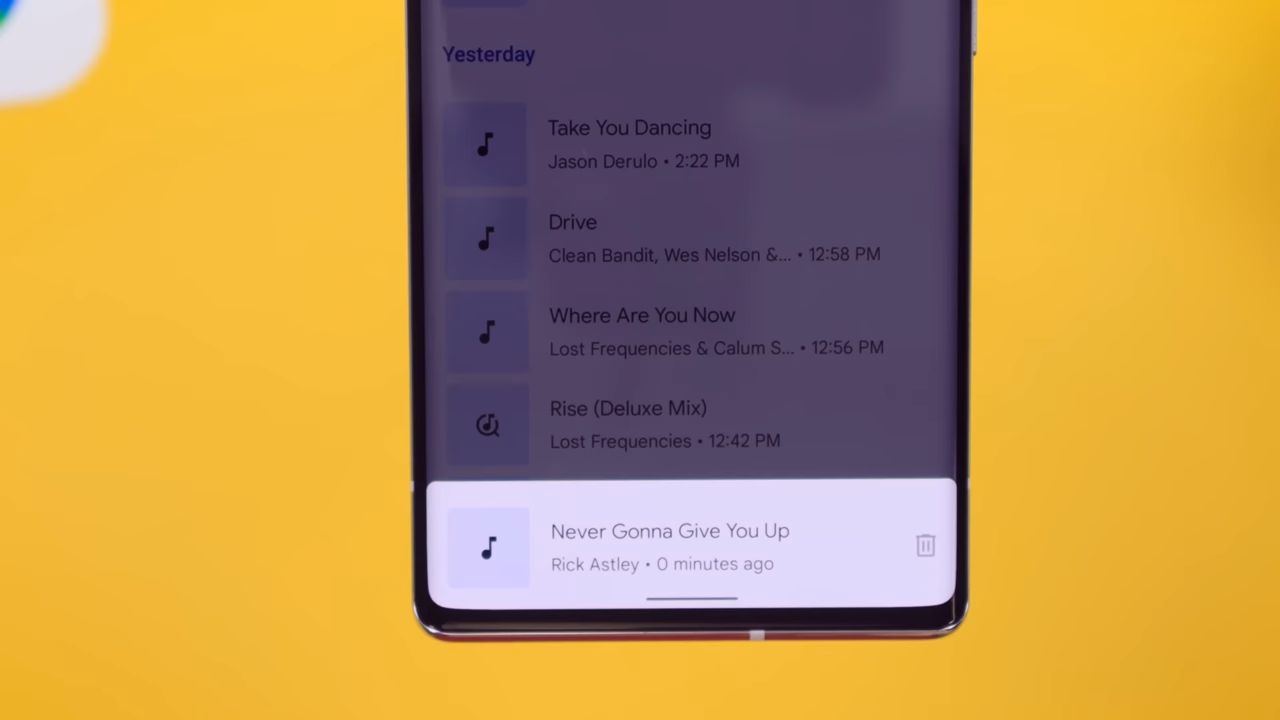 Yesterday
Take You Dancing
Jason Derulo • 2:22 PM
Drive
Clean Bandit, Wes Nelson &... • 12:58 PM
Where Are You Now
Lost Frequencies & Calum S... • 12:56 PM
Rise (Deluxe Mix)
Lost Frequencies • 12:42 PM
Never Gonna Give You Up
Rick Astley • 0 minutes ago